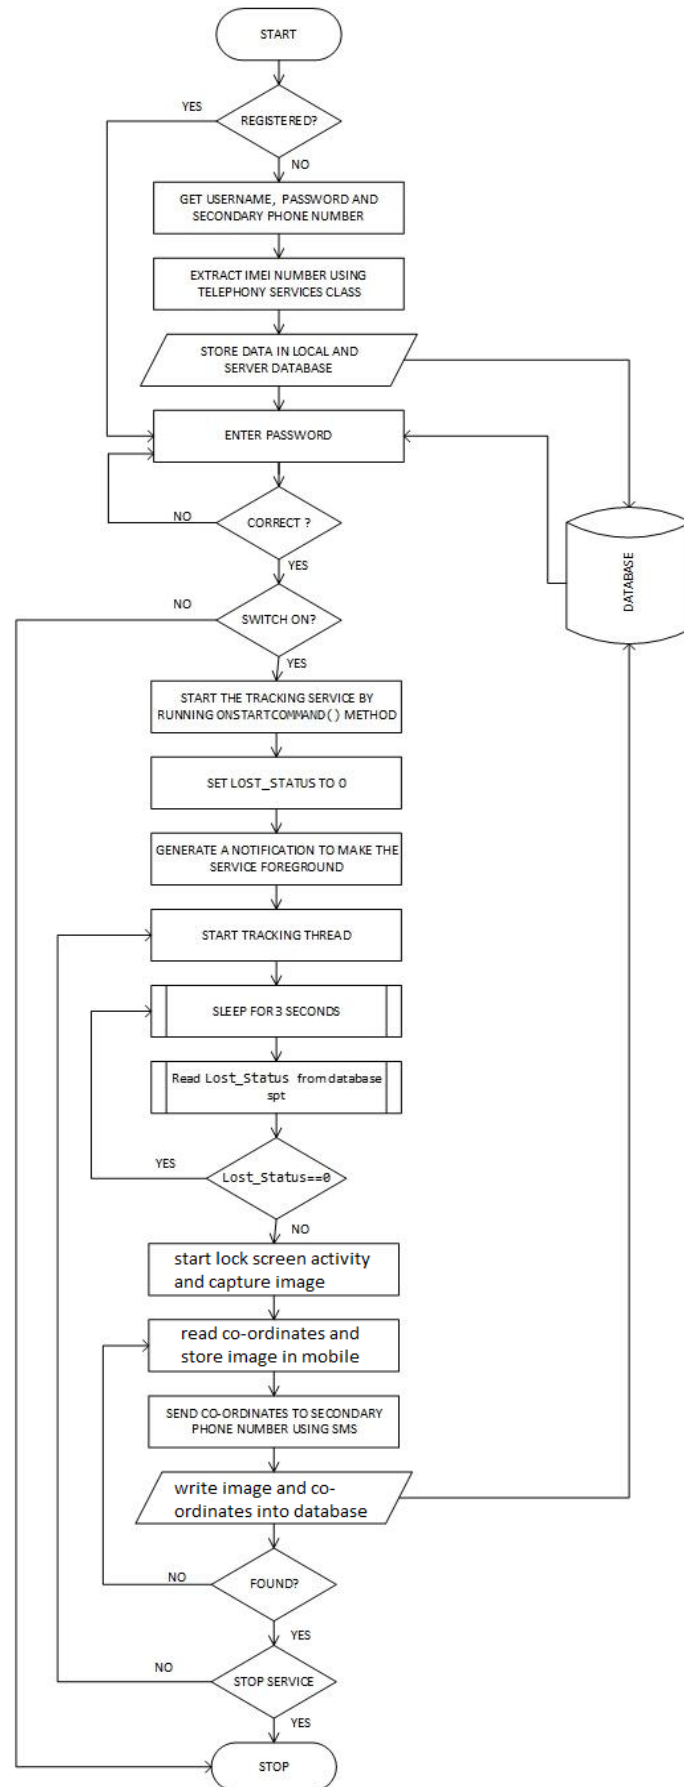 START
YES
REGISTERED?
NO
GET USERNAME, PASSWORD AND
SECONDARY PHONE NUMBER
EXTRACT IMEI NUMBER USING
TELEPHONY SERVICES CLASS
STORE DATA IN LOCAL AND
SERVER DATABASE
ENTER PASSWORD
NO
CORRECT ?
YES
DATABASE
NO
SWITCH ON?
YES
START THE TRACKING SERVICE BY
RUNNING ONSTARTCOMMAND() METHOD
SET LOST_STATUS TO 0
GENERATE A NOTIFICATION TO MAKE THE
SERVICE FOREGROUND
START TRACKING THREAD
SLEEP FOR 3 SECONDS
Read Lost_Status from database
spt
YES
Lost_Status==0
NO
start lock screen activity
and capture image
read co-ordinates and
store image in mobile
SEND CO-ORDINATES TO SECONDARY
PHONE NUMBER USING SMS
write image and co-
ordinates into database
NO
FOUND?
YES
NO
STOP SERVICE
YES
STOP